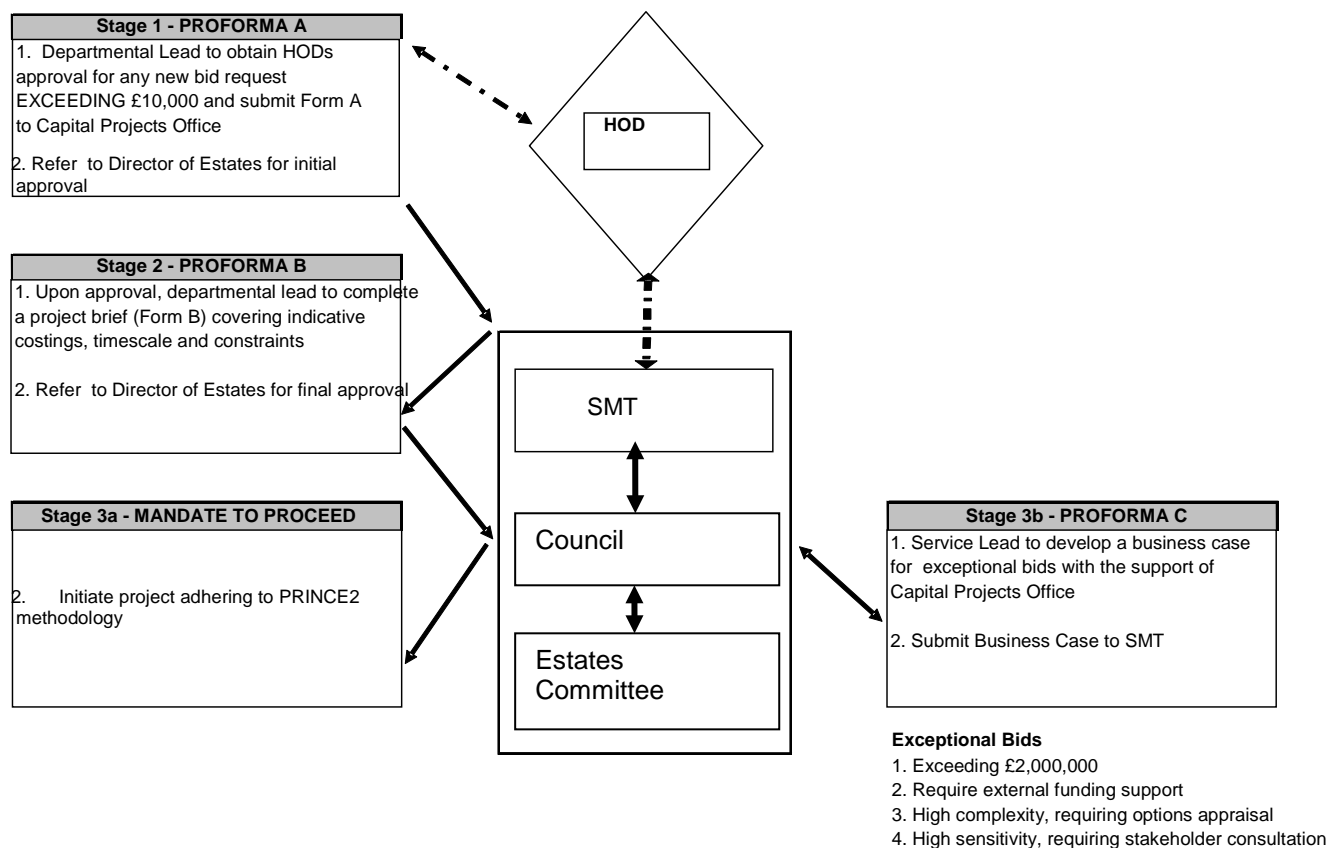 Stage 1 - PROFORMA A
1. Departmental Lead to obtain HODs
approval for any new bid request
EXCEEDING £10,000 and submit Form A
to Capital Projects Office
2. Refer to Director of Estates for initial
approval
HOD
Stage 2 - PROFORMA B
1. Upon approval, departmental lead to complete
a project brief (Form B) covering indicative
costings, timescale and constraints
2. Refer to Director of Estates for final approval
SMT
Council
Estates
Committee
Stage 3a - MANDATE TO PROCEED
2. Initiate project adhering to PRINCE2
methodology
Stage 3b - PROFORMA C
1. Service Lead to develop a business case
for exceptional bids with the support of
Capital Projects Office
2. Submit Business Case to SMT
Exceptional Bids
1. Exceeding £2,000,000
2. Require external funding support
3. High complexity, requiring options appraisal
4. High sensitivity, requiring stakeholder consultation